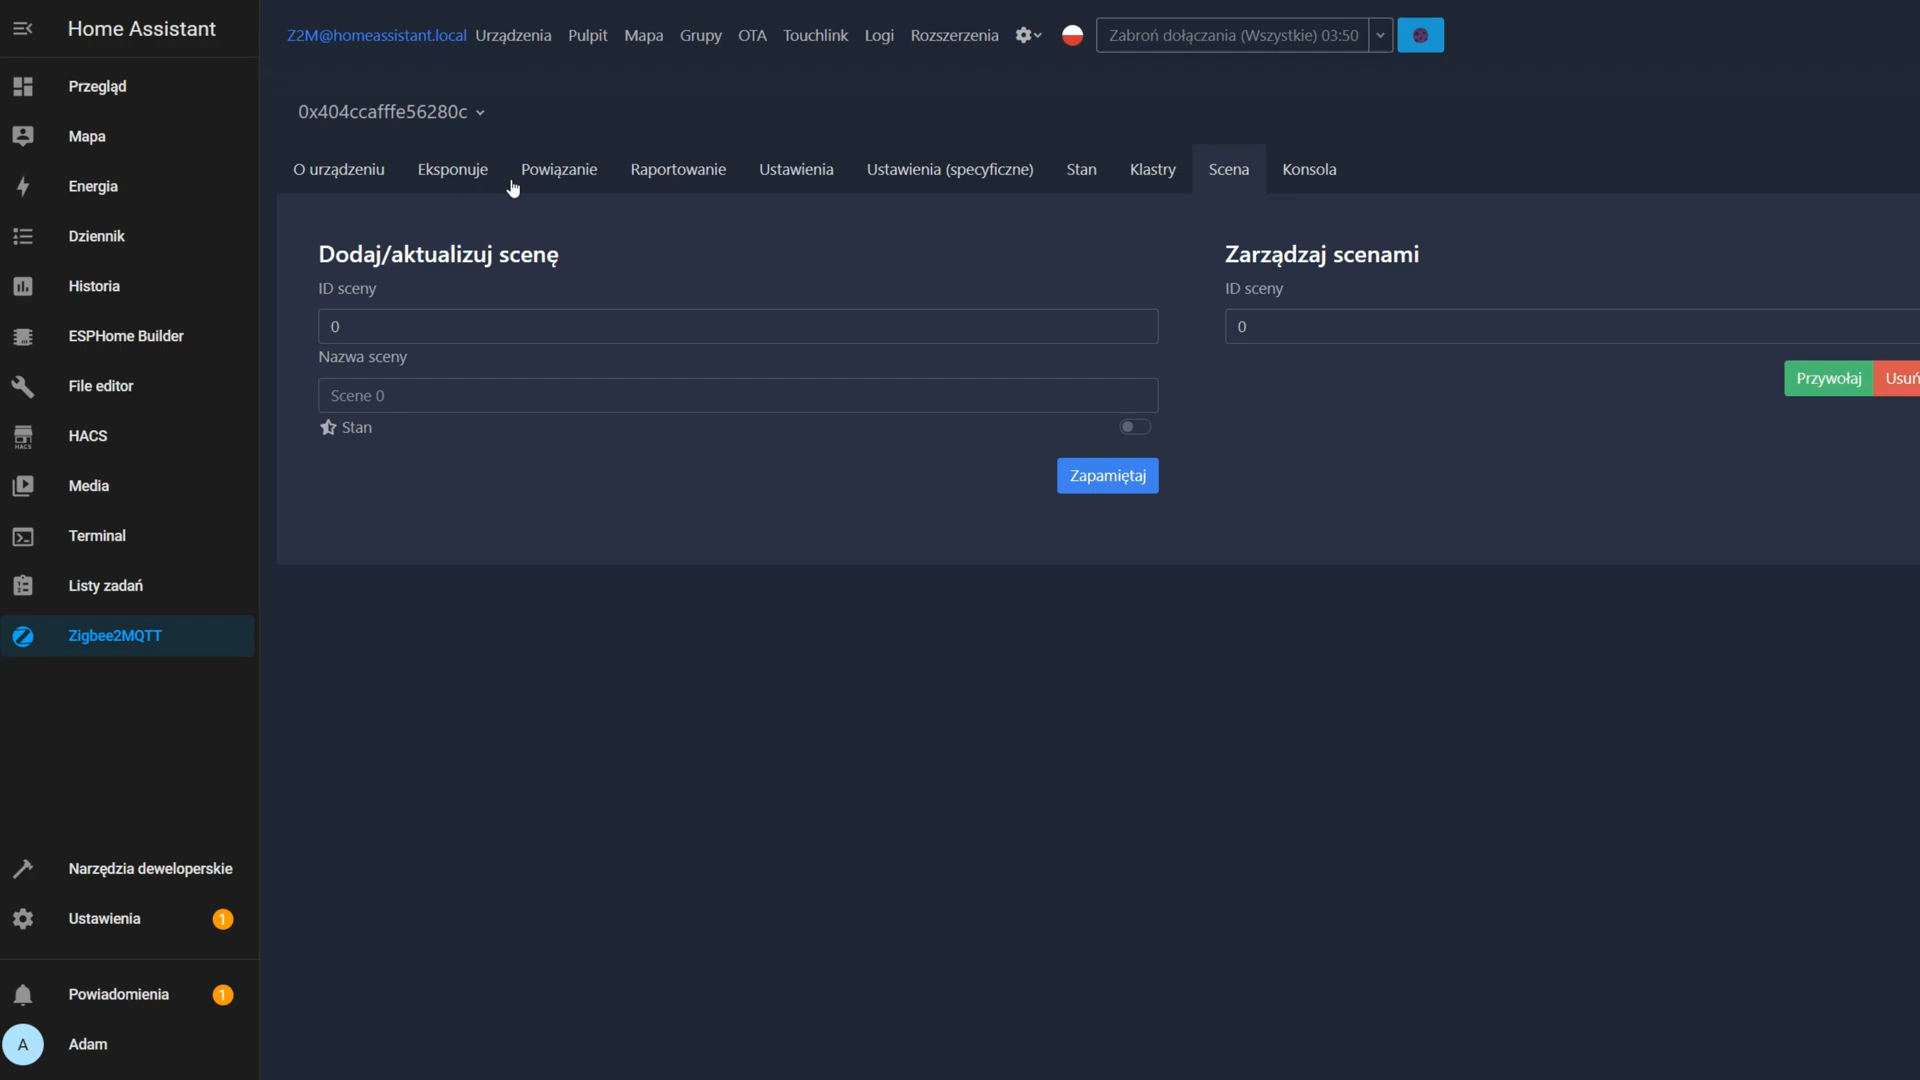 Home Assistant
Przegląd
Mapa
Energia
Dziennik
Historia
ESPHome Builder
File editor
HACS
HACS
Media
Terminal
Listy zadań
Zigbee2MQTT
Narzędzia deweloperskie
Ustawienia 1
Powiadomienia 1
A Adam
Z2M@homeassistant.local Urządzenia Pulpit Mapa Grupy OTA Touchlink Logi Rozszerzenia Zabroń dołączania (Wszystkie) 03:50
0x404ccafffe56280c
O urządzeniu Eksponuje Powiązanie Raportowanie Ustawienia Ustawienia (specyficzne) Stan Klastry Scena Konsola
Dodaj/aktualizuj scenę
ID sceny
0
Nazwa sceny
Scene 0
Stan
Zapamiętaj
Zarządzaj scenami
ID sceny
0
Przywołaj Usuń